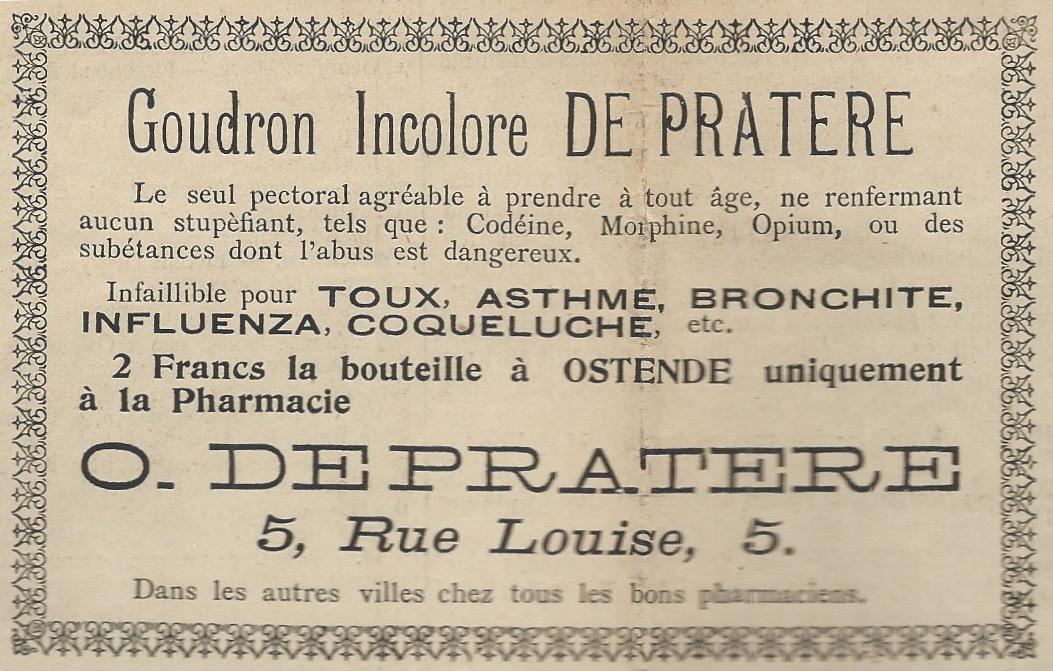 Goudron Incolore DE PRATERE
Le seul pectoral agréable à prendre à tout âge, ne renfermant
aucun stupèfiant, tels que : Codéine, Morphine, Opium, ou des
subétances dont l'abus est dangereux.
Infaillible pour TOUX, ASTHME, BRONCHITE,
INFLUENZA, COQUELUCHE, etc.
2 Francs la bouteille à OSTENDE uniquement
à la Pharmacie
O. DE PRATERE
5, Rue Louise, 5.
Dans les autres villes chez tous les bons pharmaciens.